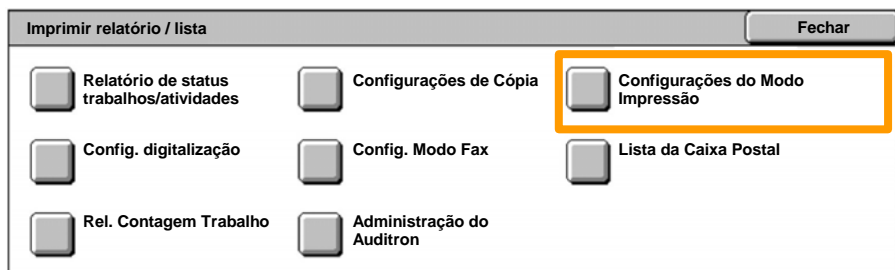 Imprimir relatório / lista
Fechar
Relatório de status
trabalhos/atividades
Configurações de Cópia
Configurações do Modo
Impressão
Config. digitalização
Config. Modo Fax
Lista da Caixa Postal
Rel. Contagem Trabalho
Administração do
Auditron